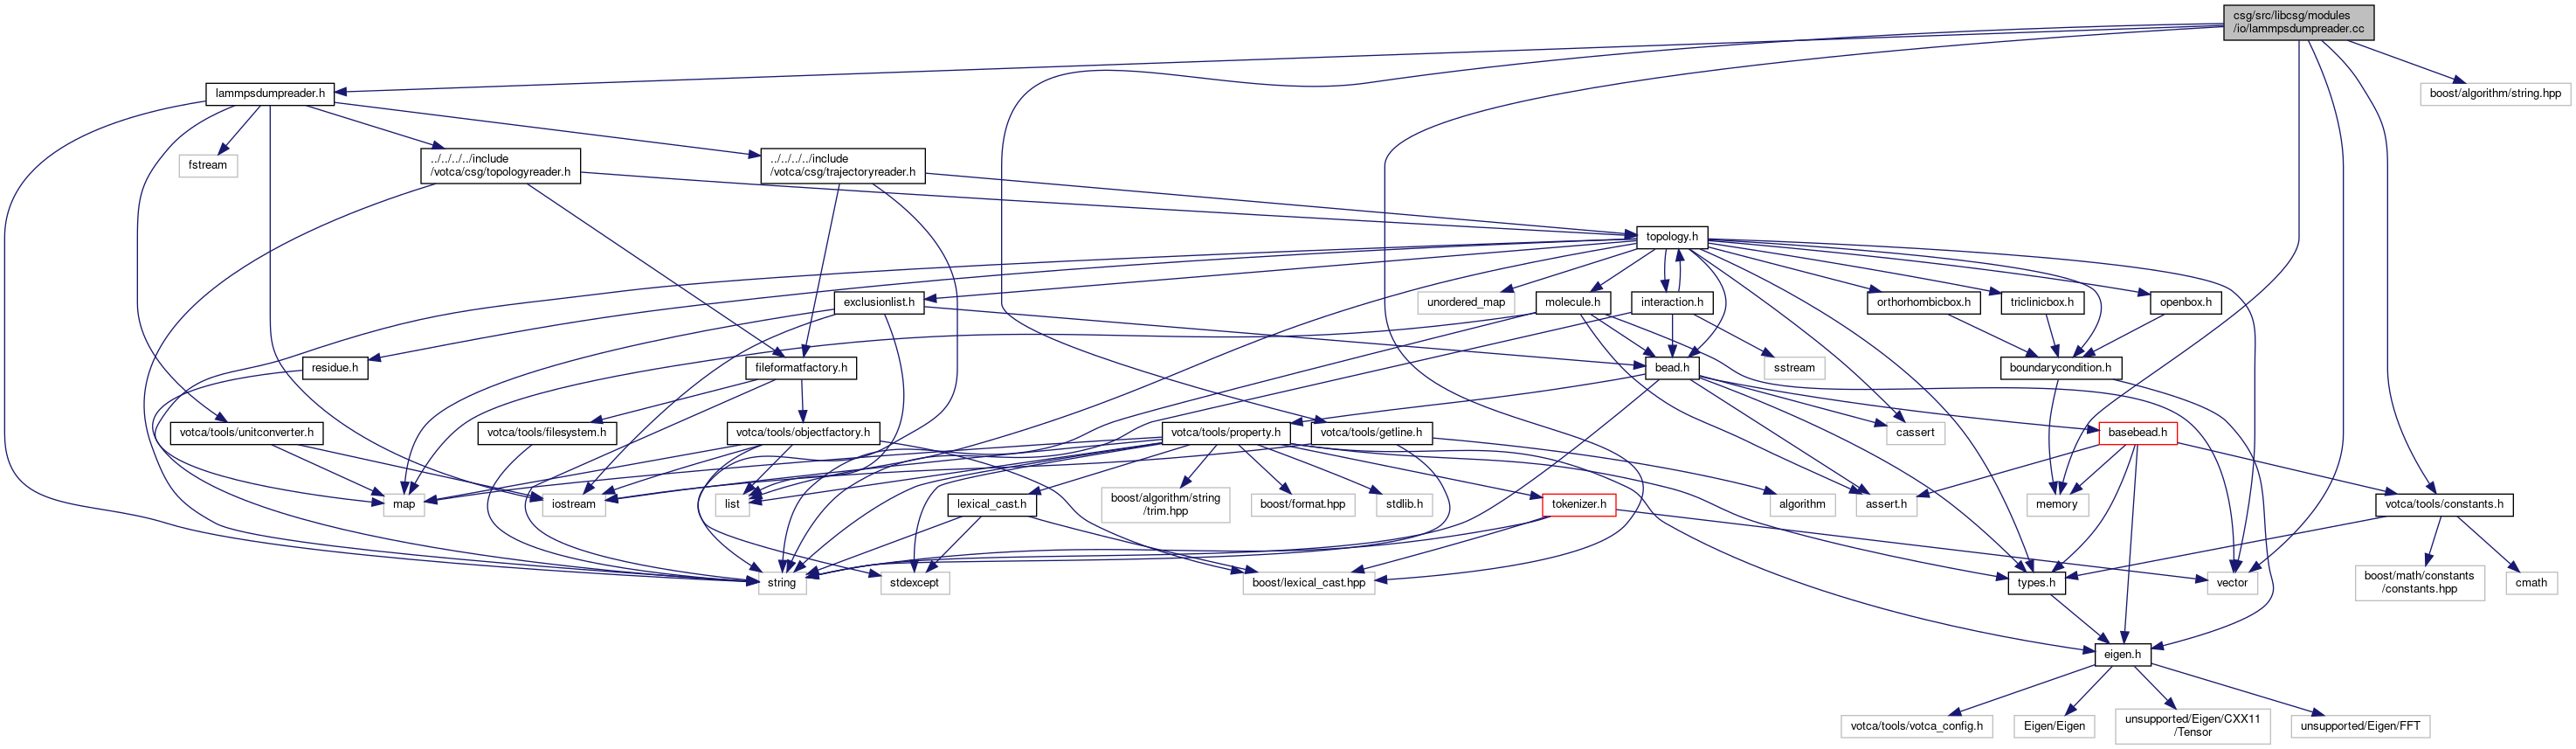 csg/src/libcsg/modules
/io/lammpsdumpreader.cc
lammpsdumpreader.h
boost/algorithm/string.hpp
fstream
../../../../include
/votca/csg/topologyreader.h
../../../../include
/votca/csg/trajectoryreader.h
topology.h
exclusionlist.h
unordered_map
molecule.h
interaction.h
orthorhombicbox.h
triclinicbox.h
openbox.h
residue.h
fileformatfactory.h
bead.h
sstream
boundarycondition.h
votca/tools/unitconverter.h
votca/tools/filesystem.h
votca/tools/objectfactory.h
votca/tools/property.h
votca/tools/getline.h
cassert
basebead.h
map
iostream
list
lexical_cast.h
boost/algorithm/string
/trim.hpp
boost/format.hpp
stdlib.h
tokenizer.h
algorithm
assert.h
memory
votca/tools/constants.h
string
stdexcept
boost/lexical_cast.hpp
types.h
vector
boost/math/constants
/constants.hpp
cmath
eigen.h
votca/tools/votca_config.h
Eigen/Eigen
unsupported/Eigen/CXX11
/Tensor
unsupported/Eigen/FFT